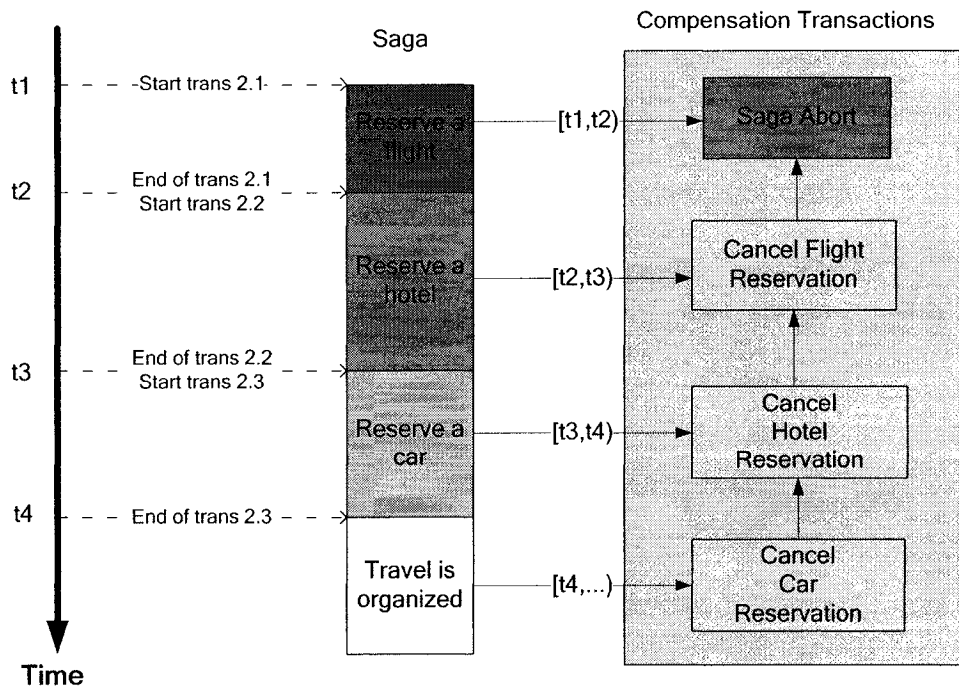 Compensation Transactions
Saga
t1
Start trans 2.1
Reserve a
flight
[t1,t2)
Saga Abort
t2
End of trans 2.1
Start trans 2.2
Reserve a
hotel
[t2,t3)
Cancel Flight
Reservation
t3
End of trans 2.2
Start trans 2.3
Reserve a
car
[t3,t4)
Cancel
Hotel
Reservation
t4
End of trans 2.3
Travel is
organized
[t4,...)
Cancel
Car
Reservation
Time